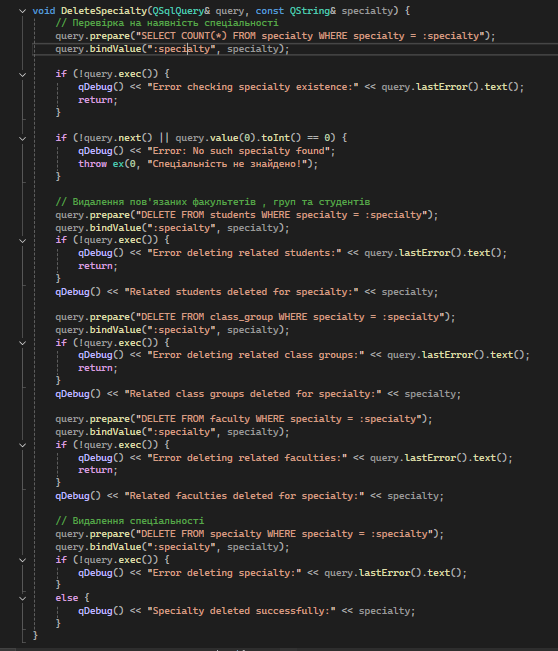 void DeleteSpecialty(QSqlQuery& query, const QString& specialty) {
// Перевірка на наявність спеціальності
query.prepare("SELECT COUNT(*) FROM specialty WHERE specialty = :specialty");
query.bindValue(":specialty", specialty);
if (!query.exec()) {
qDebug() << "Error checking specialty existence:" << query.lastError().text();
return;
}
if (!query.next() || query.value(0).toInt() == 0) {
qDebug() << "Error: No such specialty found";
throw ex(0, "Спеціальність не знайдено!");
}
// Видалення пов'язаних факультетів , груп та студентів
query.prepare("DELETE FROM students WHERE specialty = :specialty");
query.bindValue(":specialty", specialty);
if (!query.exec()) {
qDebug() << "Error deleting related students:" << query.lastError().text();
return;
}
qDebug() << "Related students deleted for specialty:" << specialty;
query.prepare("DELETE FROM class_group WHERE specialty = :specialty");
query.bindValue(":specialty", specialty);
if (!query.exec()) {
qDebug() << "Error deleting related class groups:" << query.lastError().text();
return;
}
qDebug() << "Related class groups deleted for specialty:" << specialty;
query.prepare("DELETE FROM faculty WHERE specialty = :specialty");
query.bindValue(":specialty", specialty);
if (!query.exec()) {
qDebug() << "Error deleting related faculties:" << query.lastError().text();
return;
}
qDebug() << "Related faculties deleted for specialty:" << specialty;
// Видалення спеціальності
query.prepare("DELETE FROM specialty WHERE specialty = :specialty");
query.bindValue(":specialty", specialty);
if (!query.exec()) {
qDebug() << "Error deleting specialty:" << query.lastError().text();
}
else {
qDebug() << "Specialty deleted successfully:" << specialty;
}
}